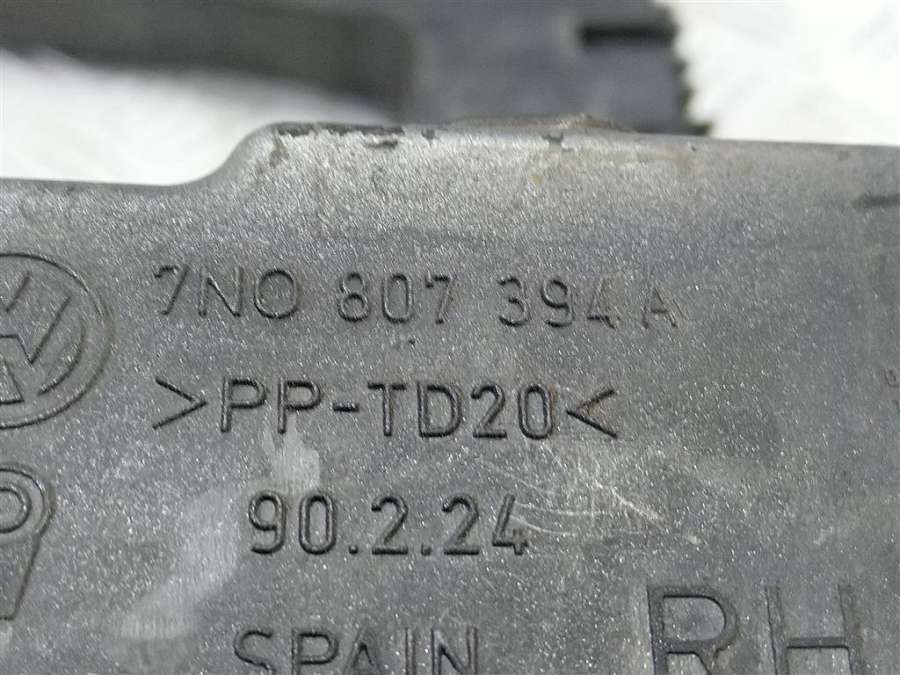 7N0 807 394 A
>PP-TD20<
90.2.24
SPAIN
RH